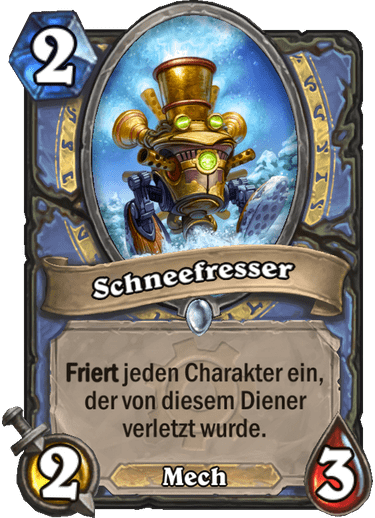 2
Schneefresser
Friert jeden Charakter ein,
der von diesem Diener
verletzt wurde.
2
Mech
3